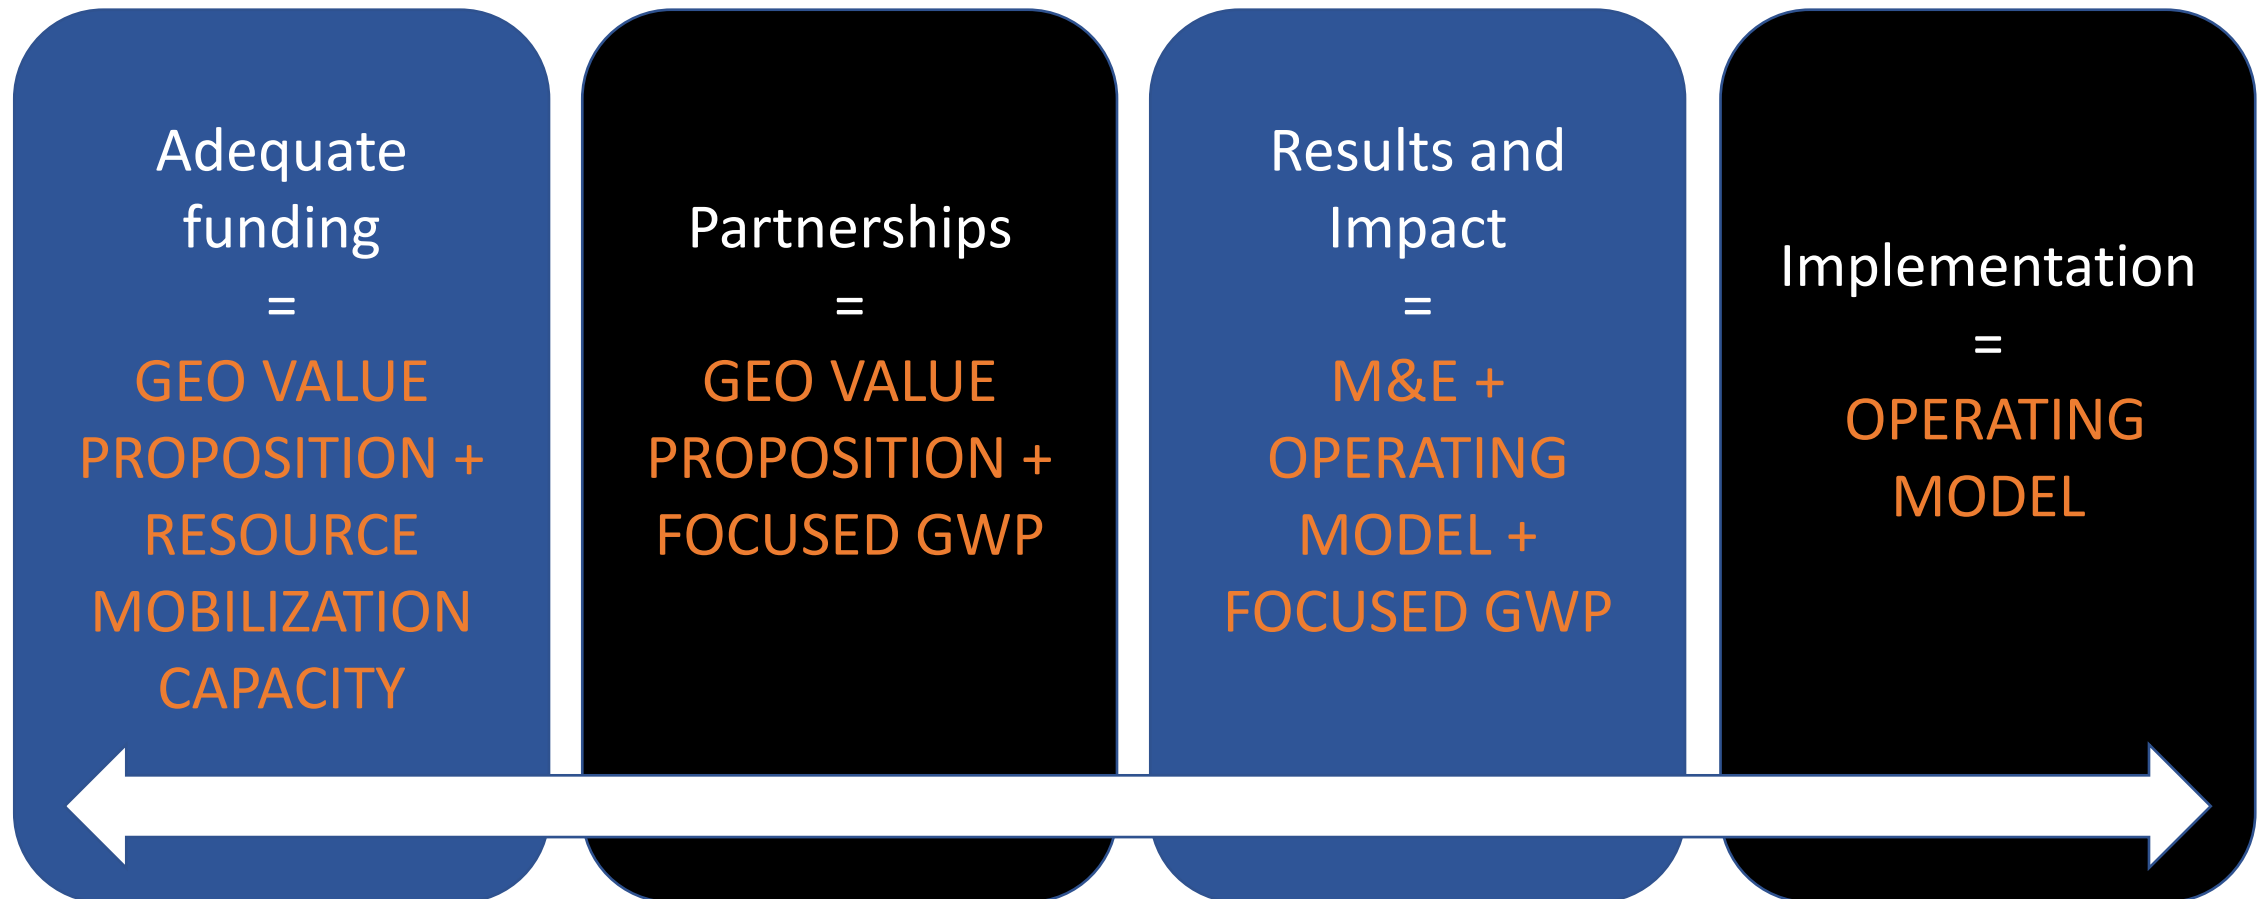 Adequate
funding
=
GEO VALUE
PROPOSITION +
RESOURCE
MOBILIZATION
CAPACITY
Partnerships
=
GEO VALUE
PROPOSITION +
FOCUSED GWP
Results and
Impact
=
M&E +
OPERATING
MODEL +
FOCUSED GWP
Implementation
=
OPERATING
MODEL